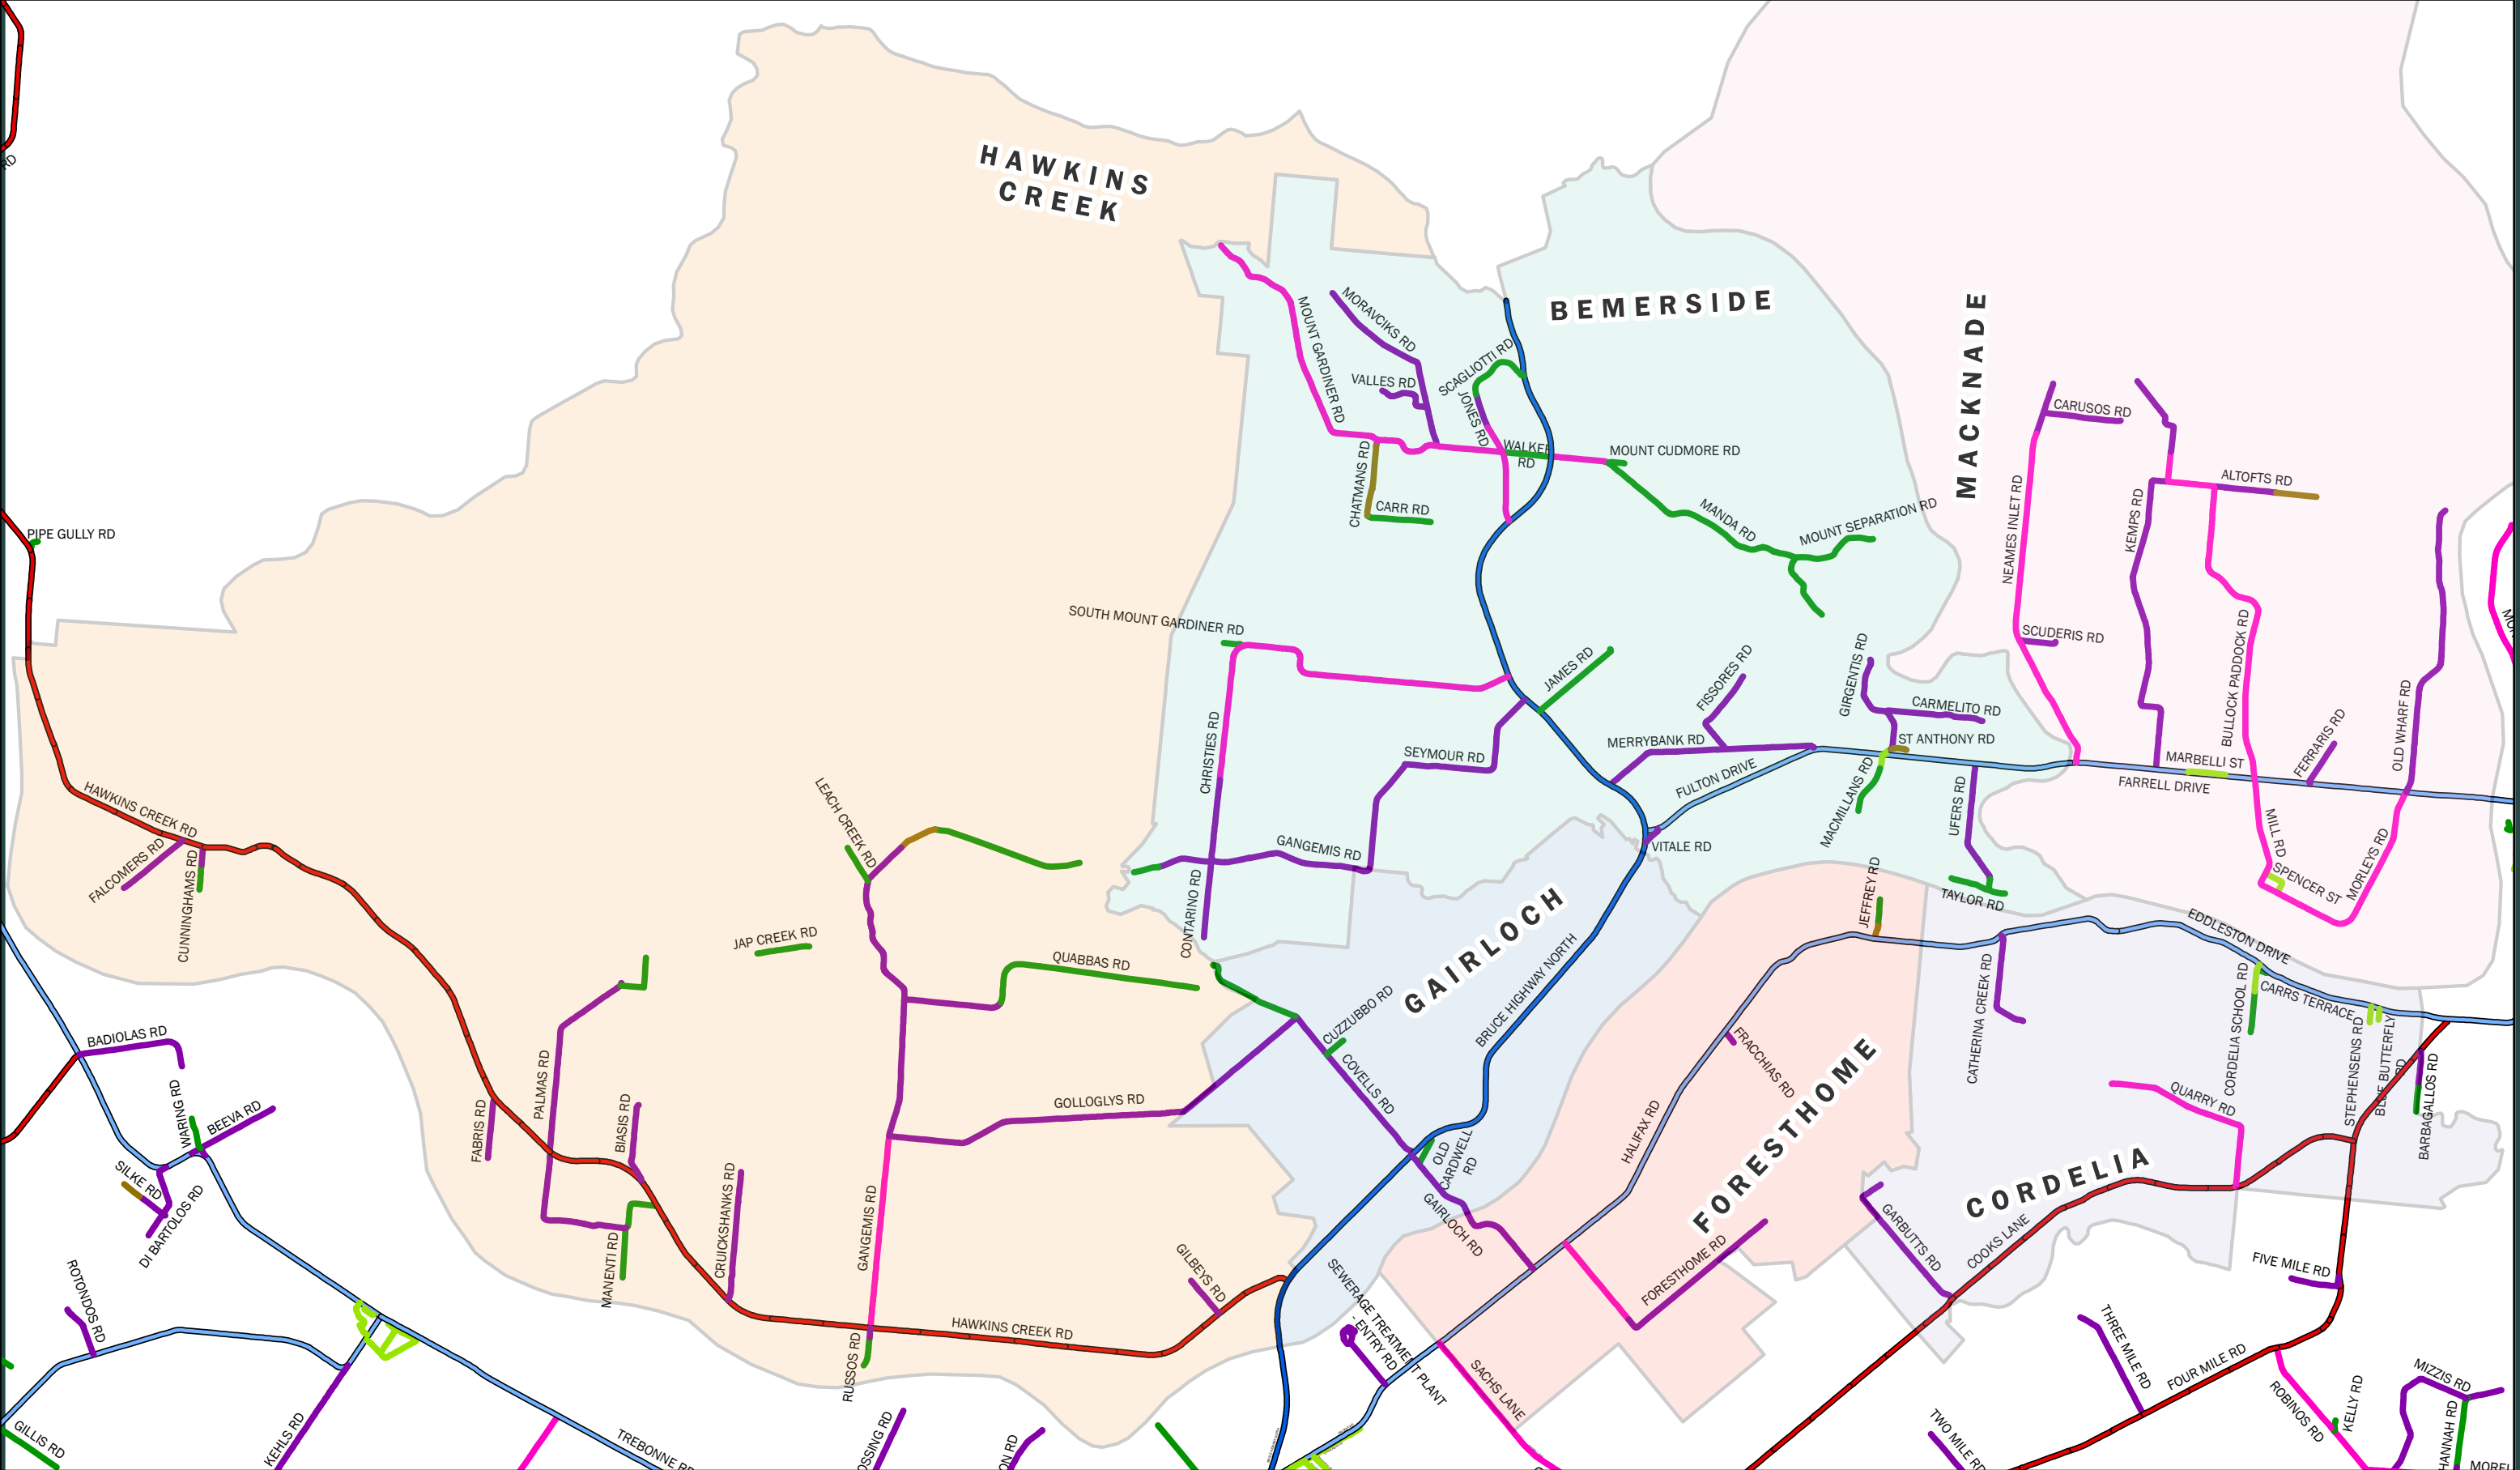 RD
HAWKINS
CREEK
BEMERSIDE
MACKNADE
MOUNT GARDINER RD
MORAVICKS RD
VALLES RD
SCAGLIOTTI RD
JONES RD
WALKER
RD
MOUNT CUDMORE RD
CHATMANS RD
CARR RD
MANDA RD
MOUNT SEPARATION RD
CARUSOS RD
NEAMES INLET RD
KEMPS RD
ALTOFTS RD
PIPE GULLY RD
SOUTH MOUNT GARDINER RD
SCUDERIS RD
BULLOCK PADDOCK RD
JAMES RD
FISSORES RD
GIRGENTIS RD
CARMELITO RD
ST ANTHONY RD
CHRISTIES RD
SEYMOUR RD
MERRYBANK RD
FULTON DRIVE
MACMILLANS RD
UFERS RD
MARBELLI ST
FARRELL DRIVE
FERRARIS RD
OLD WHARF RD
HAWKINS CREEK RD
FALCOMERS RD
CUNNINGHAMS RD
LEACH CREEK RD
GANGEMIS RD
VITALE RD
CONTARINO RD
JEFFREY RD
TAYLOR RD
MILL RD
SPENCER ST
MORLEYS RD
JAP CREEK RD
QUABBAS RD
GAIRLOCH
BRUCE HIGHWAY NORTH
EDDLESTON DRIVE
CATHERINA CREEK RD
CORDELIA SCHOOL RD
CARRS TERRACE
STEPHENSENS RD
BLUE BUTTERFLY
RD
BARBAGALLOS RD
BADIOLAS RD
WARING RD
BEEVA RD
SILKE RD
DI BARTOLOS RD
PALMAS RD
FABRIS RD
BIASIS RD
GOLLOGLYS RD
CUZZUBBO RD
COVELLS RD
OLD
CARDWELL
RD
HALIFAX RD
FRACCHIAS RD
FORESTHOME
QUARRY RD
CORDELIA
MANENTI RD
CRUICKSHANKS RD
GANGEMIS RD
GAIRLOCH RD
GARBUTTS RD
COOKS LANE
FORESTHOME RD
GILBEYS RD
HAWKINS CREEK RD
RUSSOS RD
SEWERAGE TREATMENT PLANT
- ENTRY RD
SACHS LANE
FIVE MILE RD
THREE MILE RD
FOUR MILE RD
TWO MILE RD
ROBINOS RD
KELLY RD
MIZZIS RD
HANNAH RD
ROTONDOS RD
GILLIS RD
KEHLS RD
TREBONNE
OSSING RD
ON RD